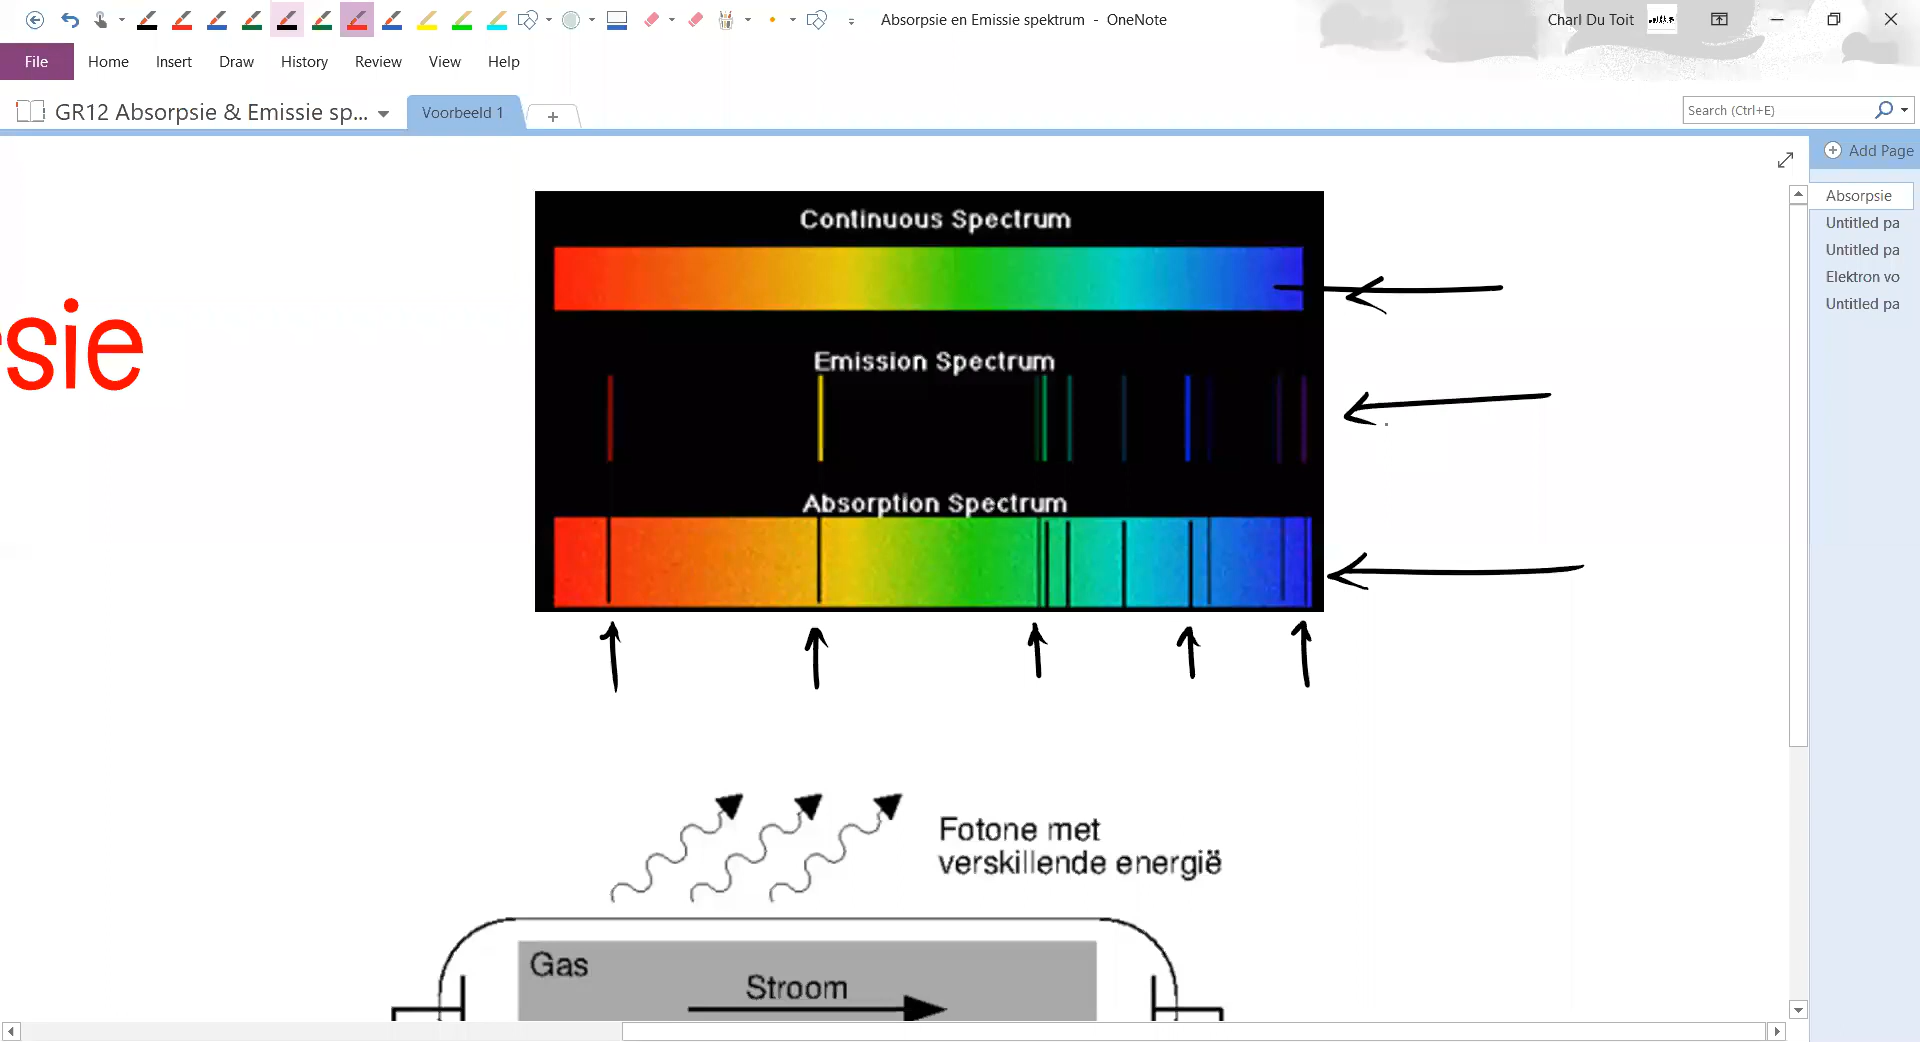 Absorpsie en Emissie spektrum - OneNote
Charl Du Toit
File Home Insert Draw History Review View Help
GR12 Absorpsie & Emissie sp...
Voorbeeld 1
Search (Ctrl+E)
Add Page
Absorpsie
Untitled pa
Untitled pa
Elektron vo
Untitled pa
sie
Continuous Spectrum
Emission Spectrum
Absorption Spectrum
Fotone met
verskillende energië
Gas
Stroom